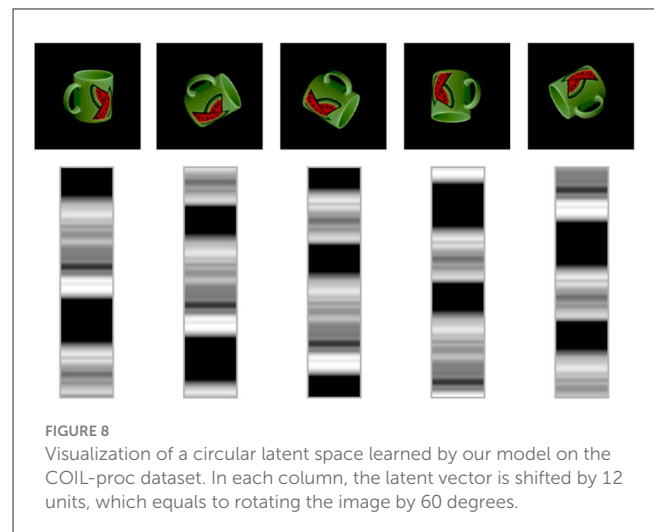 FIGURE 8
Visualization of a circular latent space learned by our model on the
COIL-proc dataset. In each column, the latent vector is shifted by 12
units, which equals to rotating the image by 60 degrees.